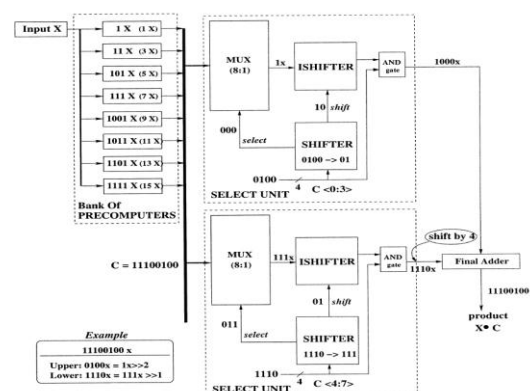 Input X
1 X (1 X)
11 X (3 X)
101 X (5 X)
111 X (7 X)
1001 X (9 X)
1011 X (11 X)
1101 X (13 X)
1111 X (15 X)
Bank Of
PRECOMPUTERS
MUX
(8:1)
1x
ISHIFTER
AND
gate
1000x
10 shift
000
select
SHIFTER
0100 -> 01
0100
4
C <0:3>
SELECT UNIT
C = 11100100
MUX
(8:1)
111x
ISHIFTER
AND
gate
1110x
shift by 4
Final Adder
11100100
product
X• C
01 shift
011
select
SHIFTER
1110 -> 111
1110
4
C <4:7>
SELECT UNIT
Example
11100100 x
Upper: 0100x = 1x>>2
Lower: 1110x = 111x >>1